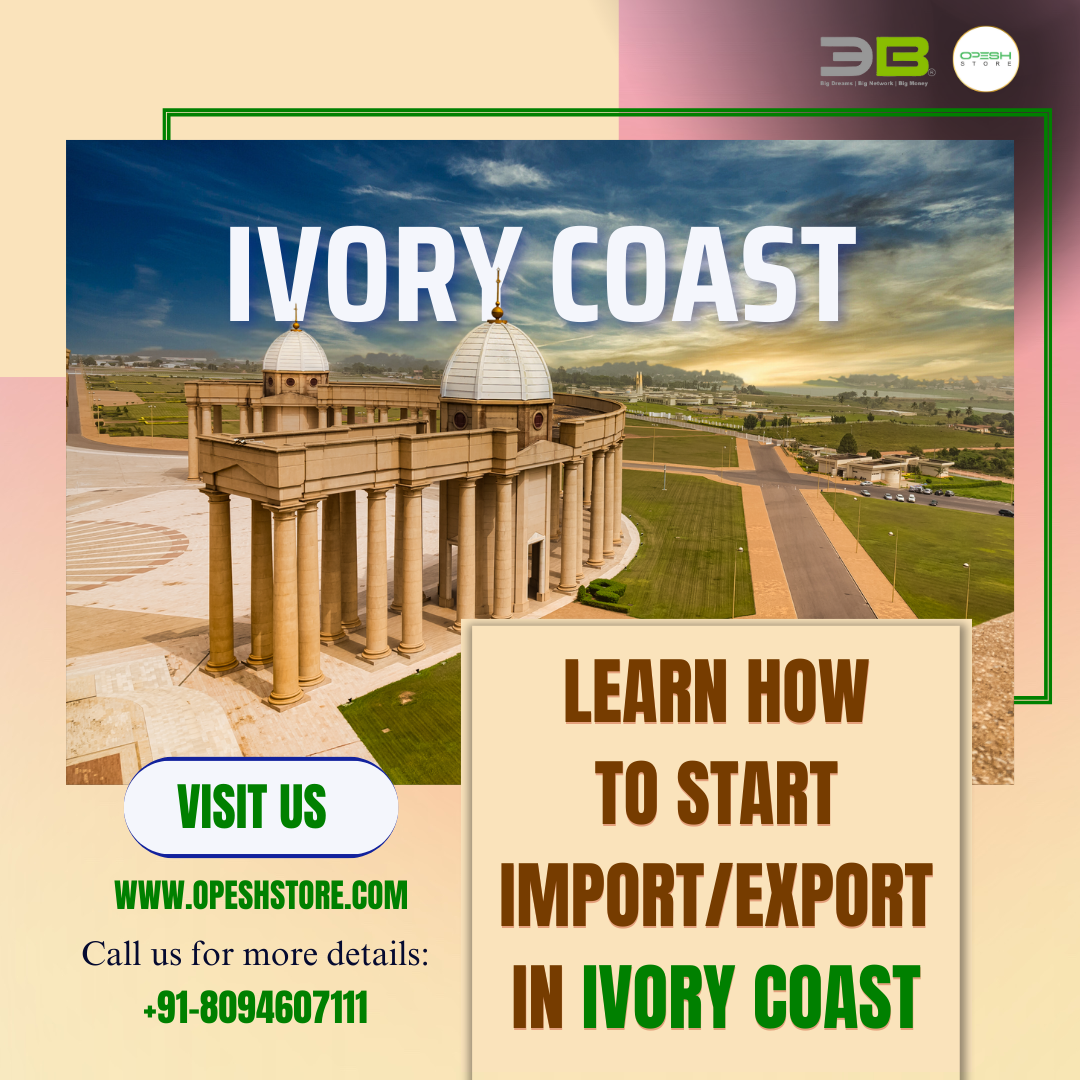 3B®
Big Dreams | Big Network | Big Money
OPESH
STORE
IVORY COAST
LEARN HOW
TO START
IMPORT/EXPORT
IN IVORY COAST
VISIT US
WWW.OPESHSTORE.COM
Call us for more details:
+91-8094607111